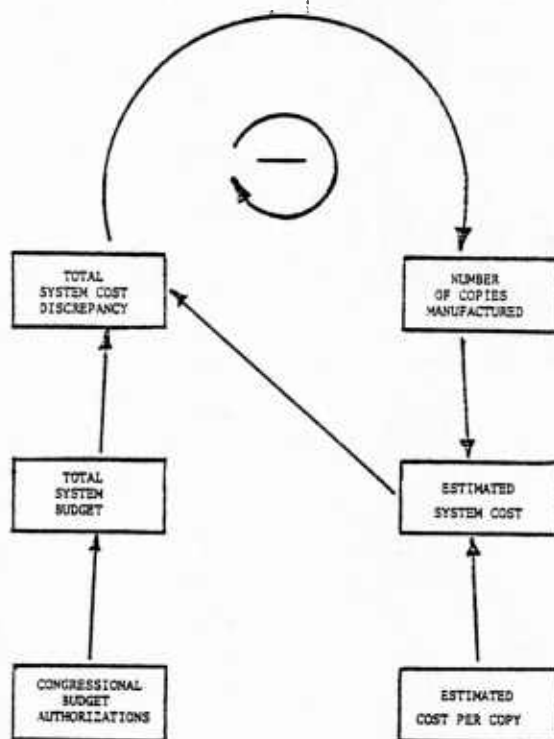 TOTAL
SYSTEM COST
DISCREPANCY
NUMBER
OF COPIES
MANUFACTURED
TOTAL
SYSTEM
BUDGET
ESTIMATED
SYSTEM COST
CONGRESSIONAL
BUDGET
AUTHORIZATIONS
ESTIMATED
COST PER COPY